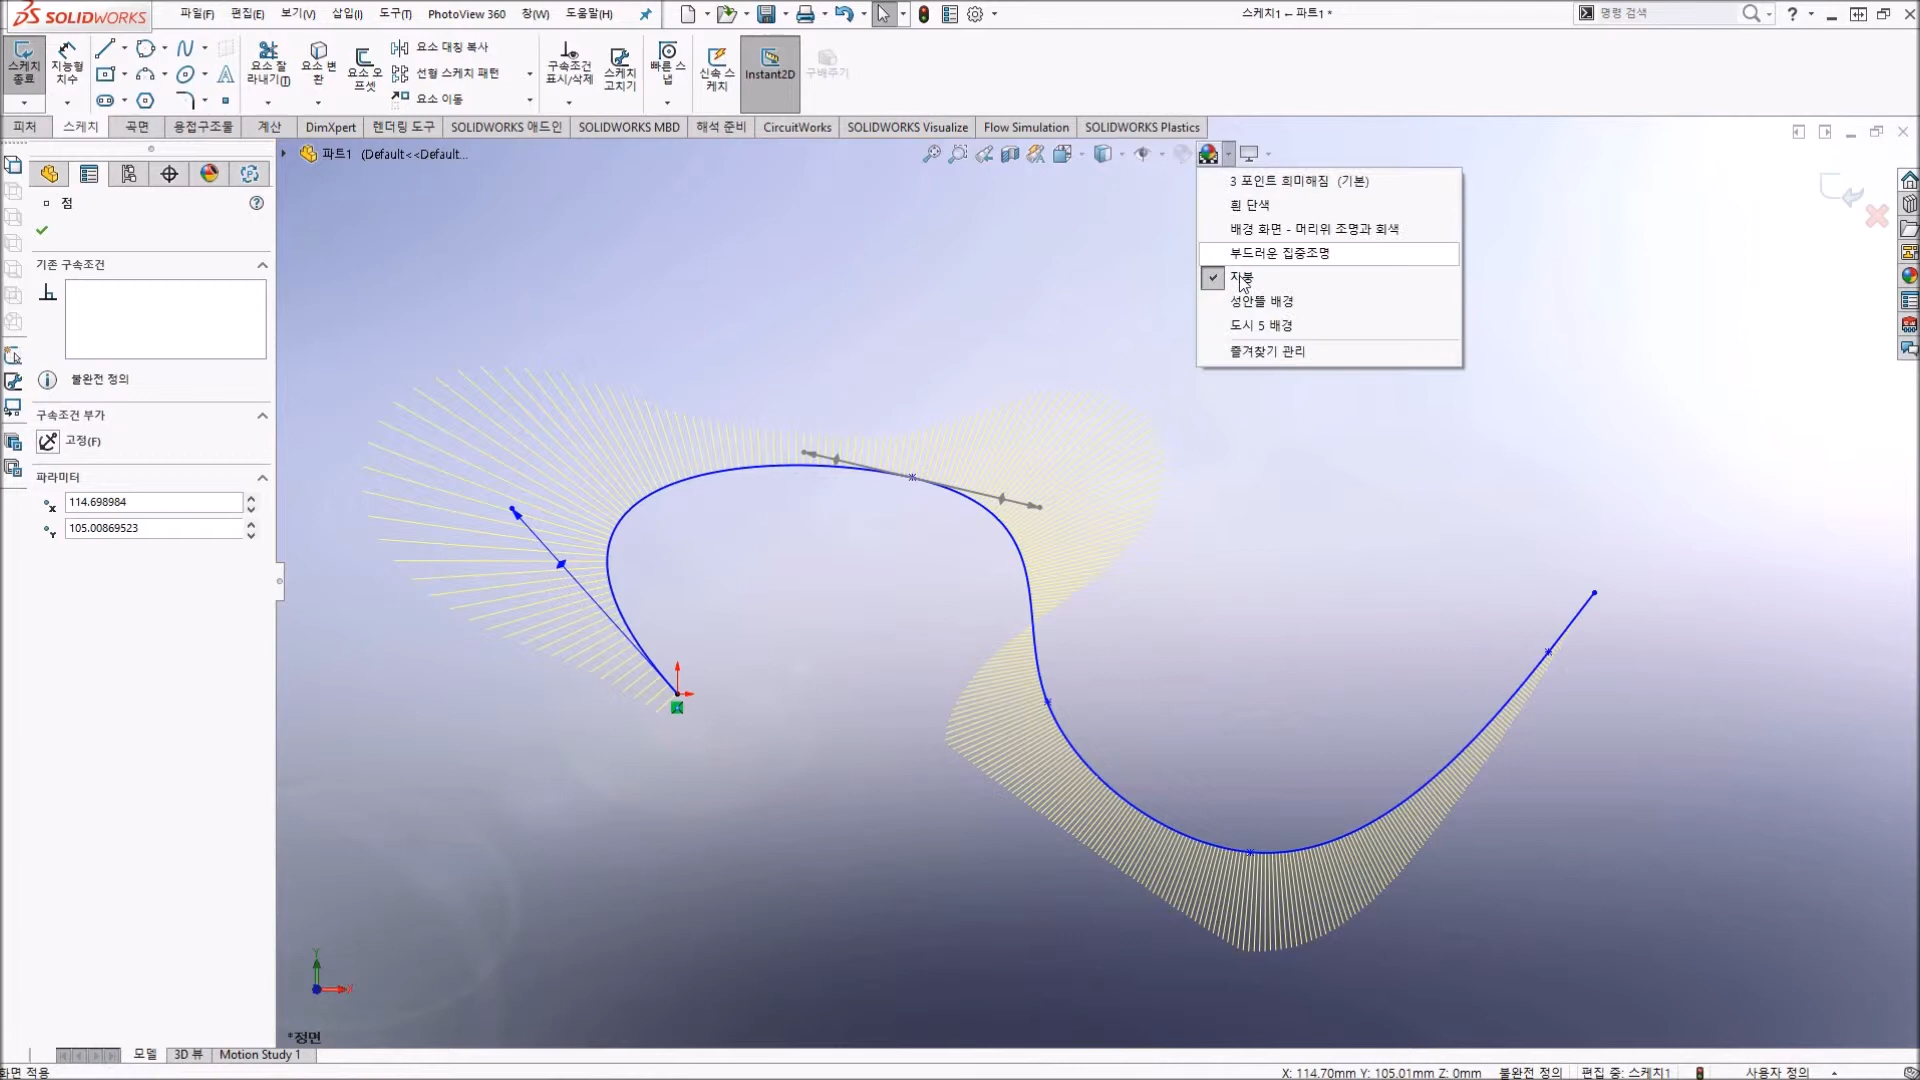 SOLIDWORKS
파일(F) 편집(E) 보기(V) 삽입(I) 도구(T) PhotoView 360 창(W) 도움말(H)
스케치1 ← 파트1 *
명령 검색
스케치 종료
지능형 치수
요소 잘라내기(T)
요소 변환
요소 오프셋
요소 대칭 복사
선형 스케치 패턴
요소 이동
구속조건 표시/삭제
스케치 고치기
빠른 스냅
신속 스케치
Instant2D
구배주기
피처 스케치 곡면 용접구조물 계산 DimXpert 렌더링 도구 SOLIDWORKS 애드인 SOLIDWORKS MBD 해석 준비 CircuitWorks SOLIDWORKS Visualize Flow Simulation SOLIDWORKS Plastics
파트1 (Default<<Default...
점
기존 구속조건
불완전 정의
구속조건 부가
고정(F)
파라미터
114.698984
105.00869523
3 포인트 희미해짐 (기본)
흰 단색
배경 화면 - 머리위 조명과 회색
부드러운 집중조명
지붕
성안뜰 배경
도시 5 배경
즐겨찾기 관리
Y
X
*정면
모델 3D 뷰 Motion Study 1
화면 적용
X: 114.70mm Y: 105.01mm Z: 0mm 불완전 정의 편집 중: 스케치1 사용자 정의